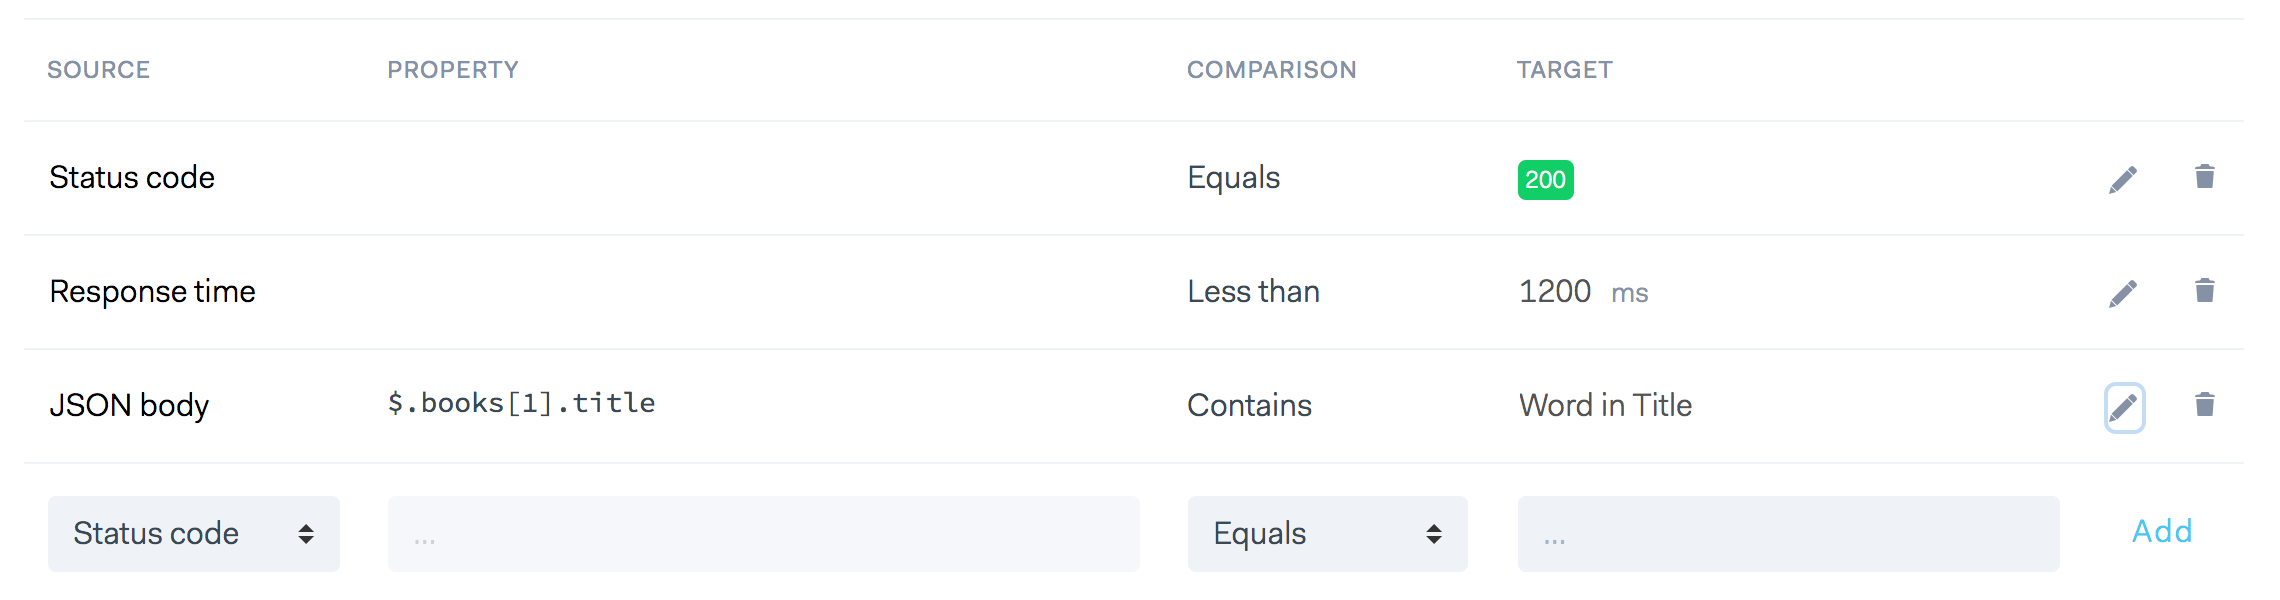 SOURCE PROPERTY COMPARISON TARGET
Status code Equals 200
Response time Less than 1200 ms
JSON body $.books[1].title Contains Word in Title
Status code ... Equals ... Add